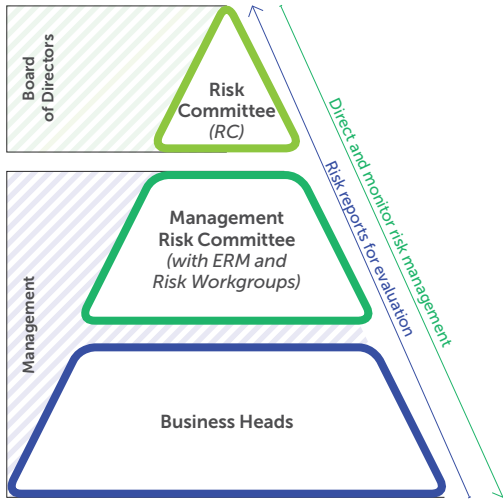 Board
of Directors
Risk
Committee
(RC)
Management
Management
Risk Committee
(with ERM and
Risk Workgroups)
Business Heads
Risk reports for evaluation
Direct and monitor risk management